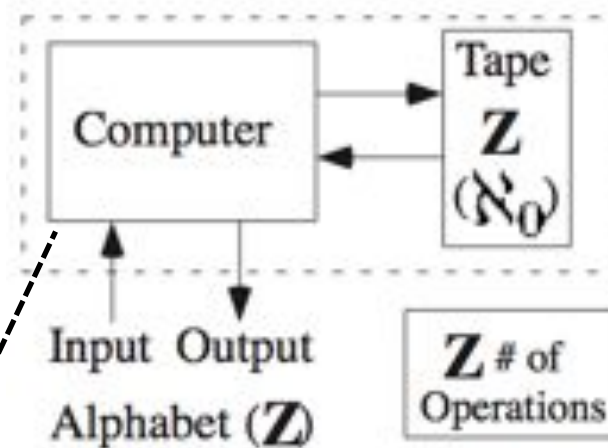 Computer
Tape
Z
(ℵ₀)
Input Output
Alphabet (Z)
Z # of
Operations